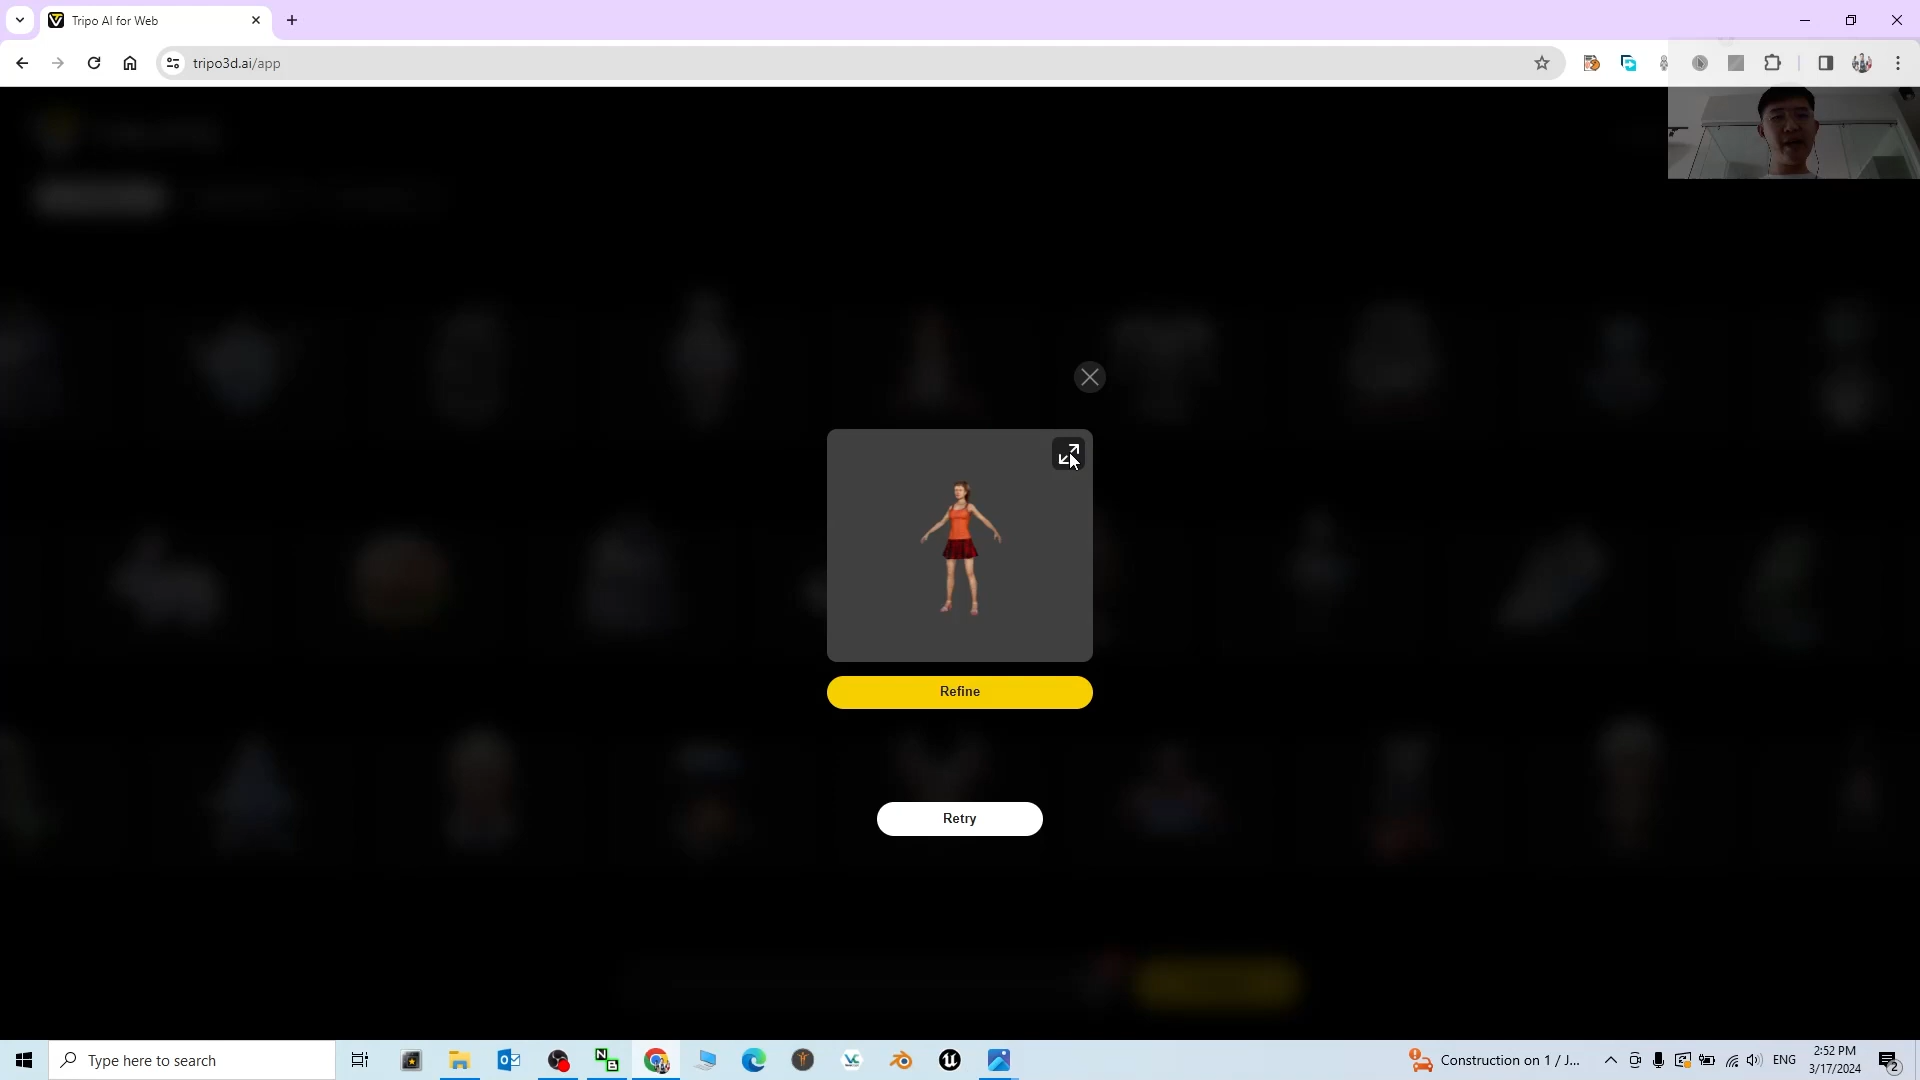 Tripo AI for Web
tripo3d.ai/app
Refine
Retry
Type here to search
Construction on 1 / J...
ENG
2:52 PM
3/17/2024
2